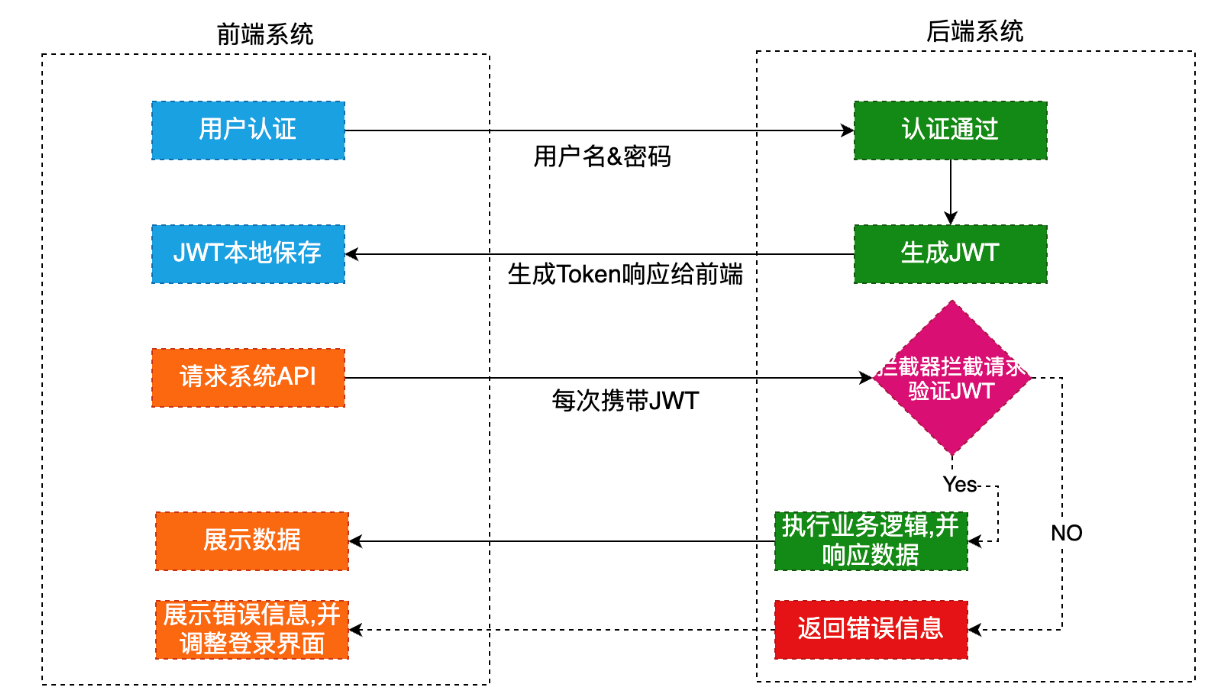 前端系统
后端系统
用户认证
认证通过
用户名&密码
JWT本地保存
生成JWT
生成Token响应给前端
请求系统API
拦截器拦截请求
验证JWT
每次携带JWT
Yes
展示数据
执行业务逻辑,并
响应数据
NO
展示错误信息,并
调整登录界面
返回错误信息